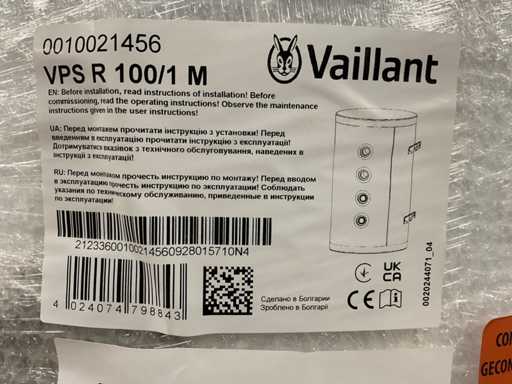 0010021456
VPS R 100/1 M
Vaillant
EN: Before installation, read instructions of installation! Before
commissioning, read the operating instructions! Observe the maintenance
instructions given in the user instructions!
UA: Перед монтажем прочитати інструкцію з установки! Перед
введенням в експлуатацію прочитати інструкцію з експлуатації!
Дотримуватись вказівок з технічного обслуговування, наведених в
інструкції з експлуатації!
RU: Перед монтажом прочесть инструкцию по монтажу! Перед вводом
в эксплуатацию прочесть инструкцию по эксплуатации! Соблюдать
указания по техническому обслуживанию, приведенные в инструкции
по эксплуатации!
21233600100214560928015710N4
4 024074 798843
Сделано в Болгарии
Зроблено в Болгарії
UK
CA
CE
i
0020244071_04